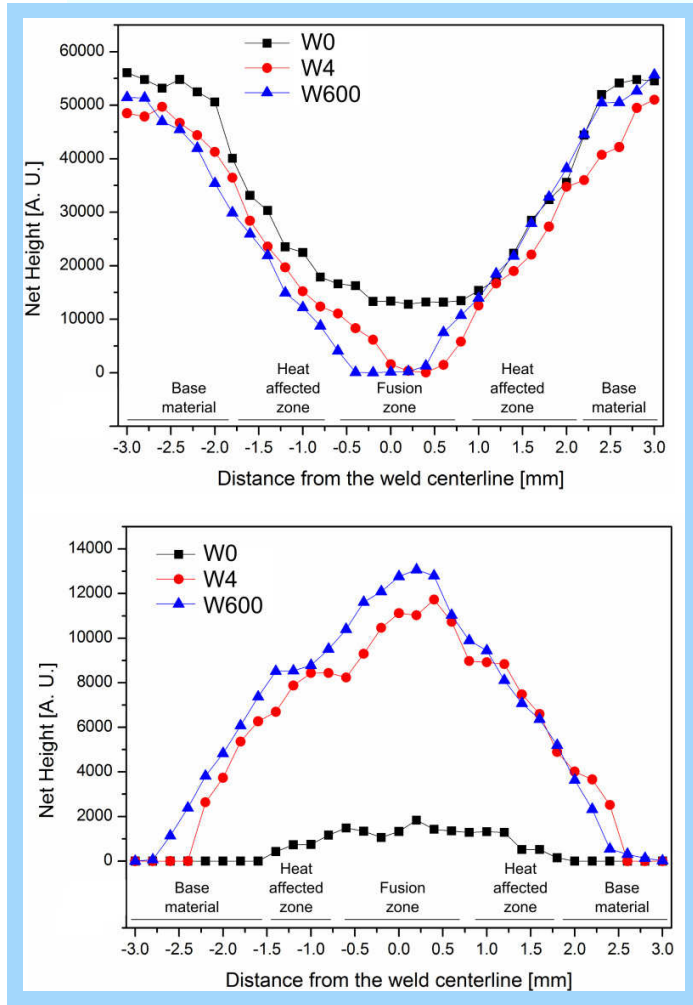 W0
W4
W600
60000
50000
40000
30000
20000
10000
0
Net Height [A. U.]
Base
material
Heat
affected
zone
Fusion
zone
Heat
affected
zone
Base
material
-3.0 -2.5 -2.0 -1.5 -1.0 -0.5 0.0 0.5 1.0 1.5 2.0 2.5 3.0
Distance from the weld centerline [mm]
W0
W4
W600
14000
12000
10000
8000
6000
4000
2000
0
Net Height [A. U.]
Base
material
Heat
affected
zone
Fusion
zone
Heat
affected
zone
Base
material
-3.0 -2.5 -2.0 -1.5 -1.0 -0.5 0.0 0.5 1.0 1.5 2.0 2.5 3.0
Distance from the weld centerline [mm]